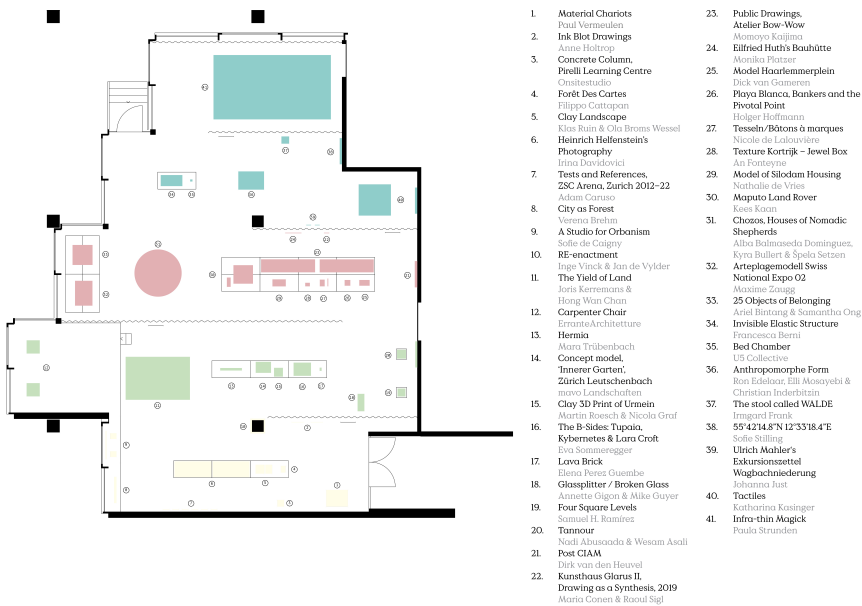 1. Material Chariots
Paul Vermeulen
2. Ink Blot Drawings
Anne Holtrop
3. Concrete Column,
Pirelli Learning Centre
Onsitestudio
4. Forêt Des Cartes
Filippo Cattapan
5. Clay Landscape
Klas Ruin & Ola Broms Wessel
6. Heinrich Helfenstein's
Photography
Irina Davidovici
7. Tests and References,
ZSC Arena, Zurich 2012–22
Adam Caruso
8. City as Forest
Verena Brehm
9. A Studio for Urbanism
Sofie de Caigny
10. RE-enactment
Inge Vinck & Jan de Vylder
11. The Yield of Land
Joris Kerremans &
Hong Wan Chan
12. Carpenter Chair
ErranteArchitetture
13. Hermia
Mara Trübenbach
14. Concept model,
'Innerer Garten',
Zürich Leutschenbach
mavo Landschaften
15. Clay 3D Print of Urmein
Martin Roesch & Nicola Graf
16. The B-Sides: Tupaia,
Kybernetes & Lara Croft
Eva Sommeregger
17. Lava Brick
Elena Perez Guembe
18. Glassplitter / Broken Glass
Annette Gigon & Mike Guyer
19. Four Square Levels
Samuel H. Ramirez
20. Tannour
Nadi Abusaada & Wesam Asali
21. Post CIAM
Dirk van den Heuvel
22. Kunsthaus Glarus II,
Drawing as a Synthesis, 2019
Maria Conen & Raoul Sigl
23. Public Drawings,
Atelier Bow-Wow
Momoyo Kaijima
24. Eilfried Huth's Bauhütte
Monika Platzer
25. Model Haarlemmerplein
Dick van Gameren
26. Playa Blanca, Bankers and the
Pivotal Point
Holger Hoffmann
27. Tesseln/Bâtons à marques
Nicole de Lalouvière
28. Texture Kortrijk – Jewel Box
An Fonteyne
29. Model of Silodam Housing
Nathalie de Vries
30. Maputo Land Rover
Kees Kaan
31. Chozos, Houses of Nomadic
Shepherds
Alba Balmaseda Dominguez,
Kyra Bullert & Špela Setzen
32. Arteplagemodell Swiss
National Expo 02
Maxime Zaugg
33. 25 Objects of Belonging
Ariel Bintang & Samantha Ong
34. Invisible Elastic Structure
Francesca Berni
35. Bed Chamber
U5 Collective
36. Anthropomorphe Form
Ron Edelaar, Elli Mosayebi &
Christian Inderbitzin
37. The stool called WALDE
Irmgard Frank
38. 55°42'14.8"N 12°33'18.4"E
Sofie Stilling
39. Ulrich Mahler's
Exkursionszettel
Wagbachniederung
Johanna Just
40. Tactiles
Katharina Kasinger
41. Infra-thin Magick
Paula Strunden